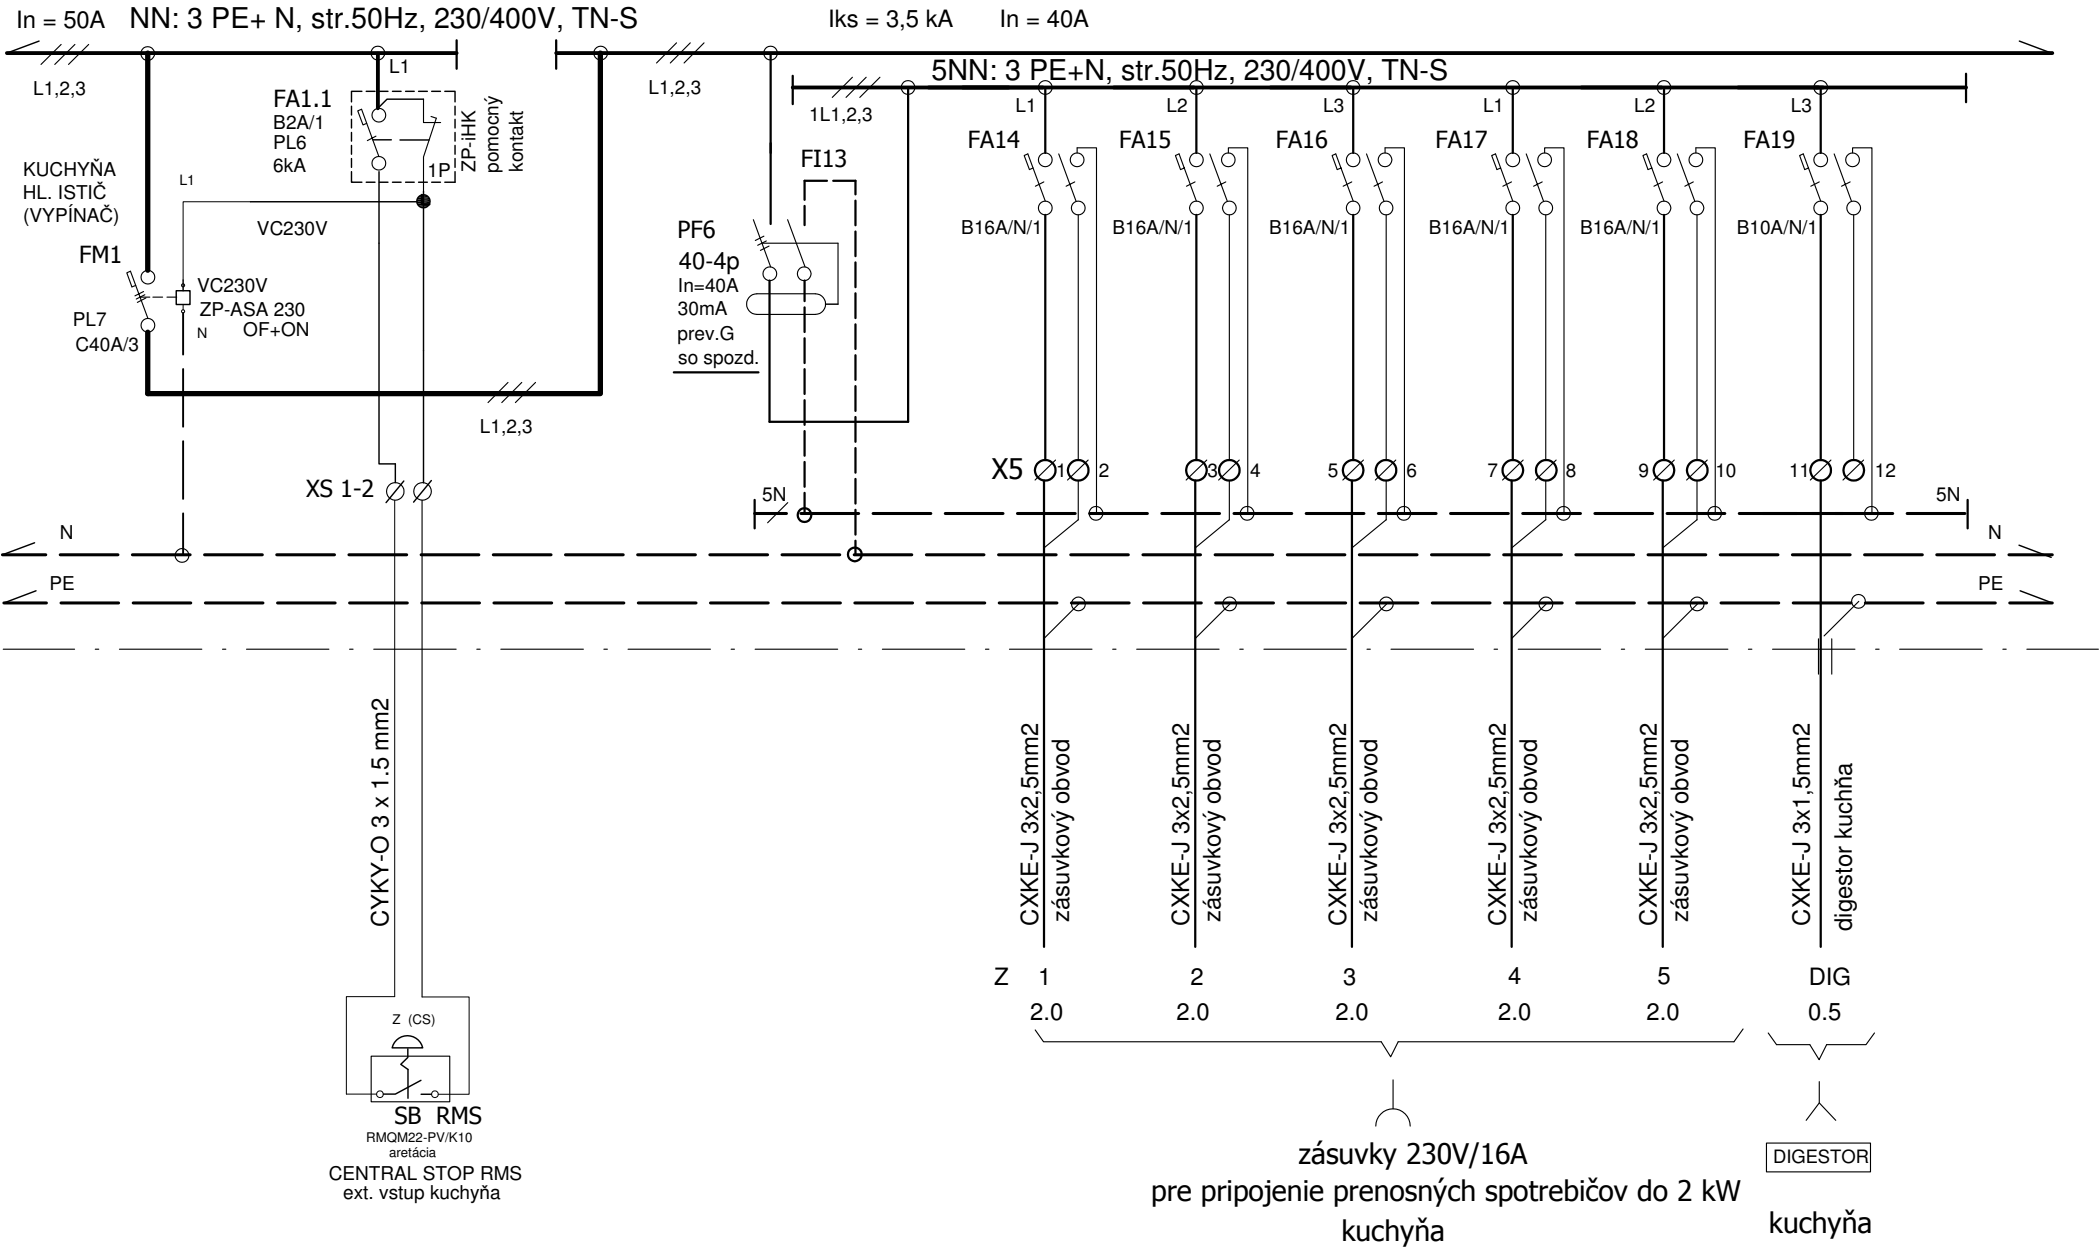 In = 50A NN: 3 PE+ N, str.50Hz, 230/400V, TN-S
Iks = 3,5 kA In = 40A
L1,2,3
L1
FA1.1
B2A/1
PL6
6kA
1P
ZP-iHK
pomocný
kontakt
KUCHYŇA
HL. ISTIČ
(VYPÍNAČ)
L1
VC230V
FM1
VC230V
ZP-ASA 230
OF+ON
N
PL7
C40A/3
L1,2,3
L1,2,3
5NN: 3 PE+N, str.50Hz, 230/400V, TN-S
1L1,2,3
FI13
PF6
40-4p
In=40A
30mA
prev.G
so spozd.
L1
FA14
B16A/N/1
L2
FA15
B16A/N/1
L3
FA16
B16A/N/1
L1
FA17
B16A/N/1
L2
FA18
B16A/N/1
L3
FA19
B10A/N/1
XS 1-2
X5 1 2 3 4 5 6 7 8 9 10 11 12
5N 5N
N N
PE PE
CYKY-O 3 x 1.5 mm2
CXKE-J 3x2,5mm2
zásuvkový obvod
CXKE-J 3x2,5mm2
zásuvkový obvod
CXKE-J 3x2,5mm2
zásuvkový obvod
CXKE-J 3x2,5mm2
zásuvkový obvod
CXKE-J 3x2,5mm2
zásuvkový obvod
CXKE-J 3x1,5mm2
digestor kuchňa
Z 1 2 3 4 5 DIG
2.0 2.0 2.0 2.0 2.0 0.5
Z (CS)
SB RMS
RMQM22-PV/K10
aretácia
CENTRAL STOP RMS
ext. vstup kuchyňa
zásuvky 230V/16A
pre pripojenie prenosných spotrebičov do 2 kW
kuchyňa
DIGESTOR
kuchyňa